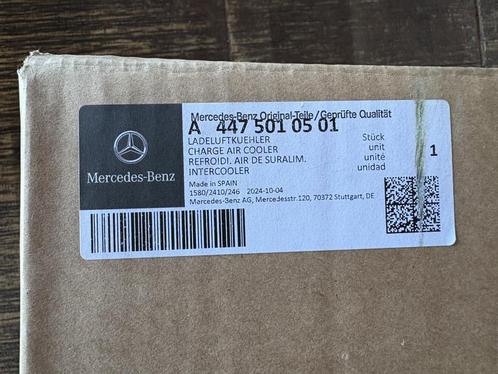 Mercedes-Benz Original-Teile/Geprüfte Qualität
A 447 501 05 01
LADELUFTKUEHLER
CHARGE AIR COOLER
REFROIDI. AIR DE SURALIM.
INTERCOOLER
Stück
unit
unité
unidad
1
Made in SPAIN
1580/2410/246 2024-10-04
Mercedes-Benz AG, Mercedesstr.120, 70372 Stuttgart, DE
Mercedes-Benz